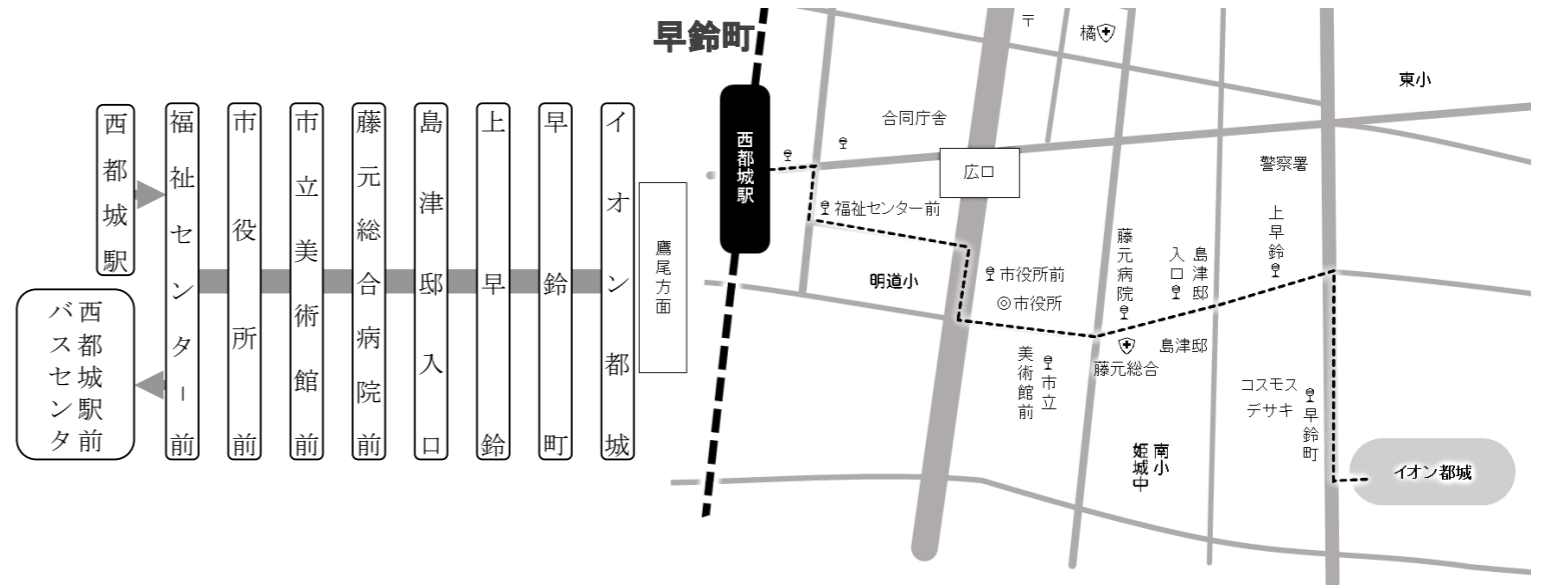 早鈴町
西都城駅
福祉センター前
市役所前
市立美術館前
藤元総合病院前
島津邸入口
上早鈴
早鈴町
イオン都城
鷹尾方面
西都城駅前
バスセンタ
西都城駅
〒
橘
東小
合同庁舎
広口
警察署
福祉センター前
明道小
市役所前
◎市役所
藤元病院
島津邸
入口
上早鈴
市立
美術館前
藤元総合
島津邸
コスモス
デサキ
早鈴町
南小
姫城中
イオン都城